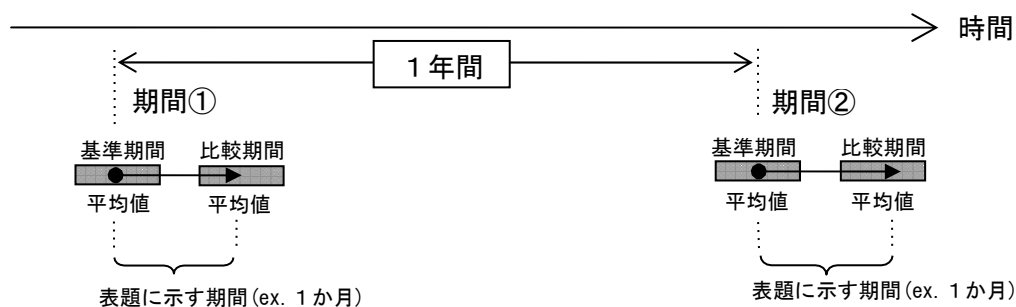 時間
１年間
期間①
期間②
基準期間 比較期間
基準期間 比較期間
平均値 平均値
平均値 平均値
表題に示す期間(ex. １か月)
表題に示す期間(ex. １か月)